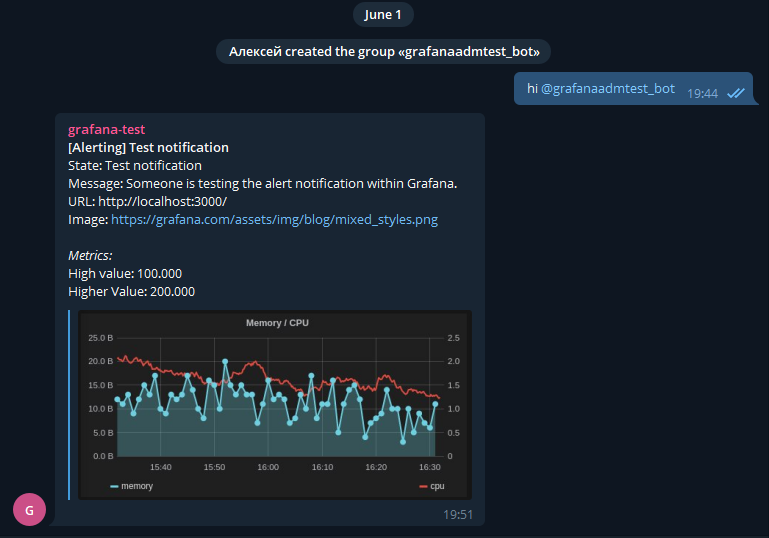 June 1
Алексей created the group «grafanaadmtest_bot»
hi @grafanaadmtest_bot 19:44
grafana-test
[Alerting] Test notification
State: Test notification
Message: Someone is testing the alert notification within Grafana.
URL: http://localhost:3000/
Image: https://grafana.com/assets/img/blog/mixed_styles.png
Metrics:
High value: 100.000
Higher Value: 200.000
Memory / CPU
25.0 B 2.5
20.0 B 2.0
15.0 B 1.5
10.0 B 1.0
5.0 B 0.5
0.0 B 0
15:40 15:50 16:00 16:10 16:20 16:30
memory cpu
G
19:51